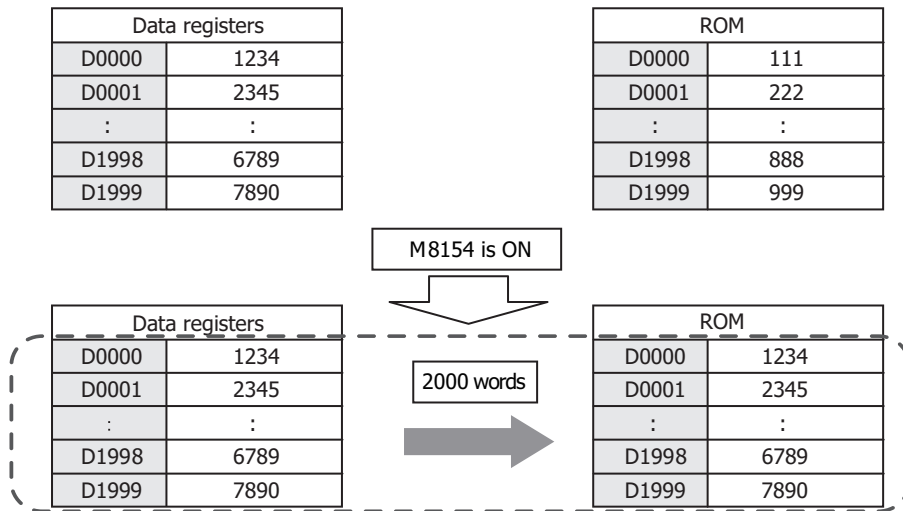 Data registers ROM
D0000 1234 D0000 111
D0001 2345 D0001 222
: : : :
D1998 6789 D1998 888
D1999 7890 D1999 999
M8154 is ON
Data registers ROM
D0000 1234 D0000 1234
D0001 2345 2000 words D0001 2345
: : : :
D1998 6789 D1998 6789
D1999 7890 D1999 7890